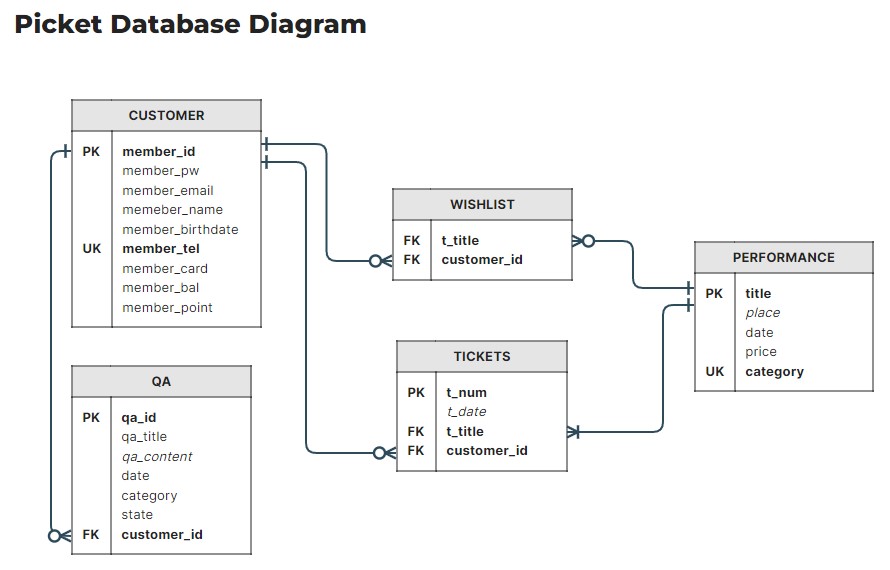 Picket Database Diagram
CUSTOMER
PK member_id
member_pw
member_email
memeber_name
member_birthdate
UK member_tel
member_card
member_bal
member_point
WISHLIST
FK t_title
FK customer_id
PERFORMANCE
PK title
place
date
price
UK category
TICKETS
PK t_num
t_date
FK t_title
FK customer_id
QA
PK qa_id
qa_title
qa_content
date
category
state
FK customer_id